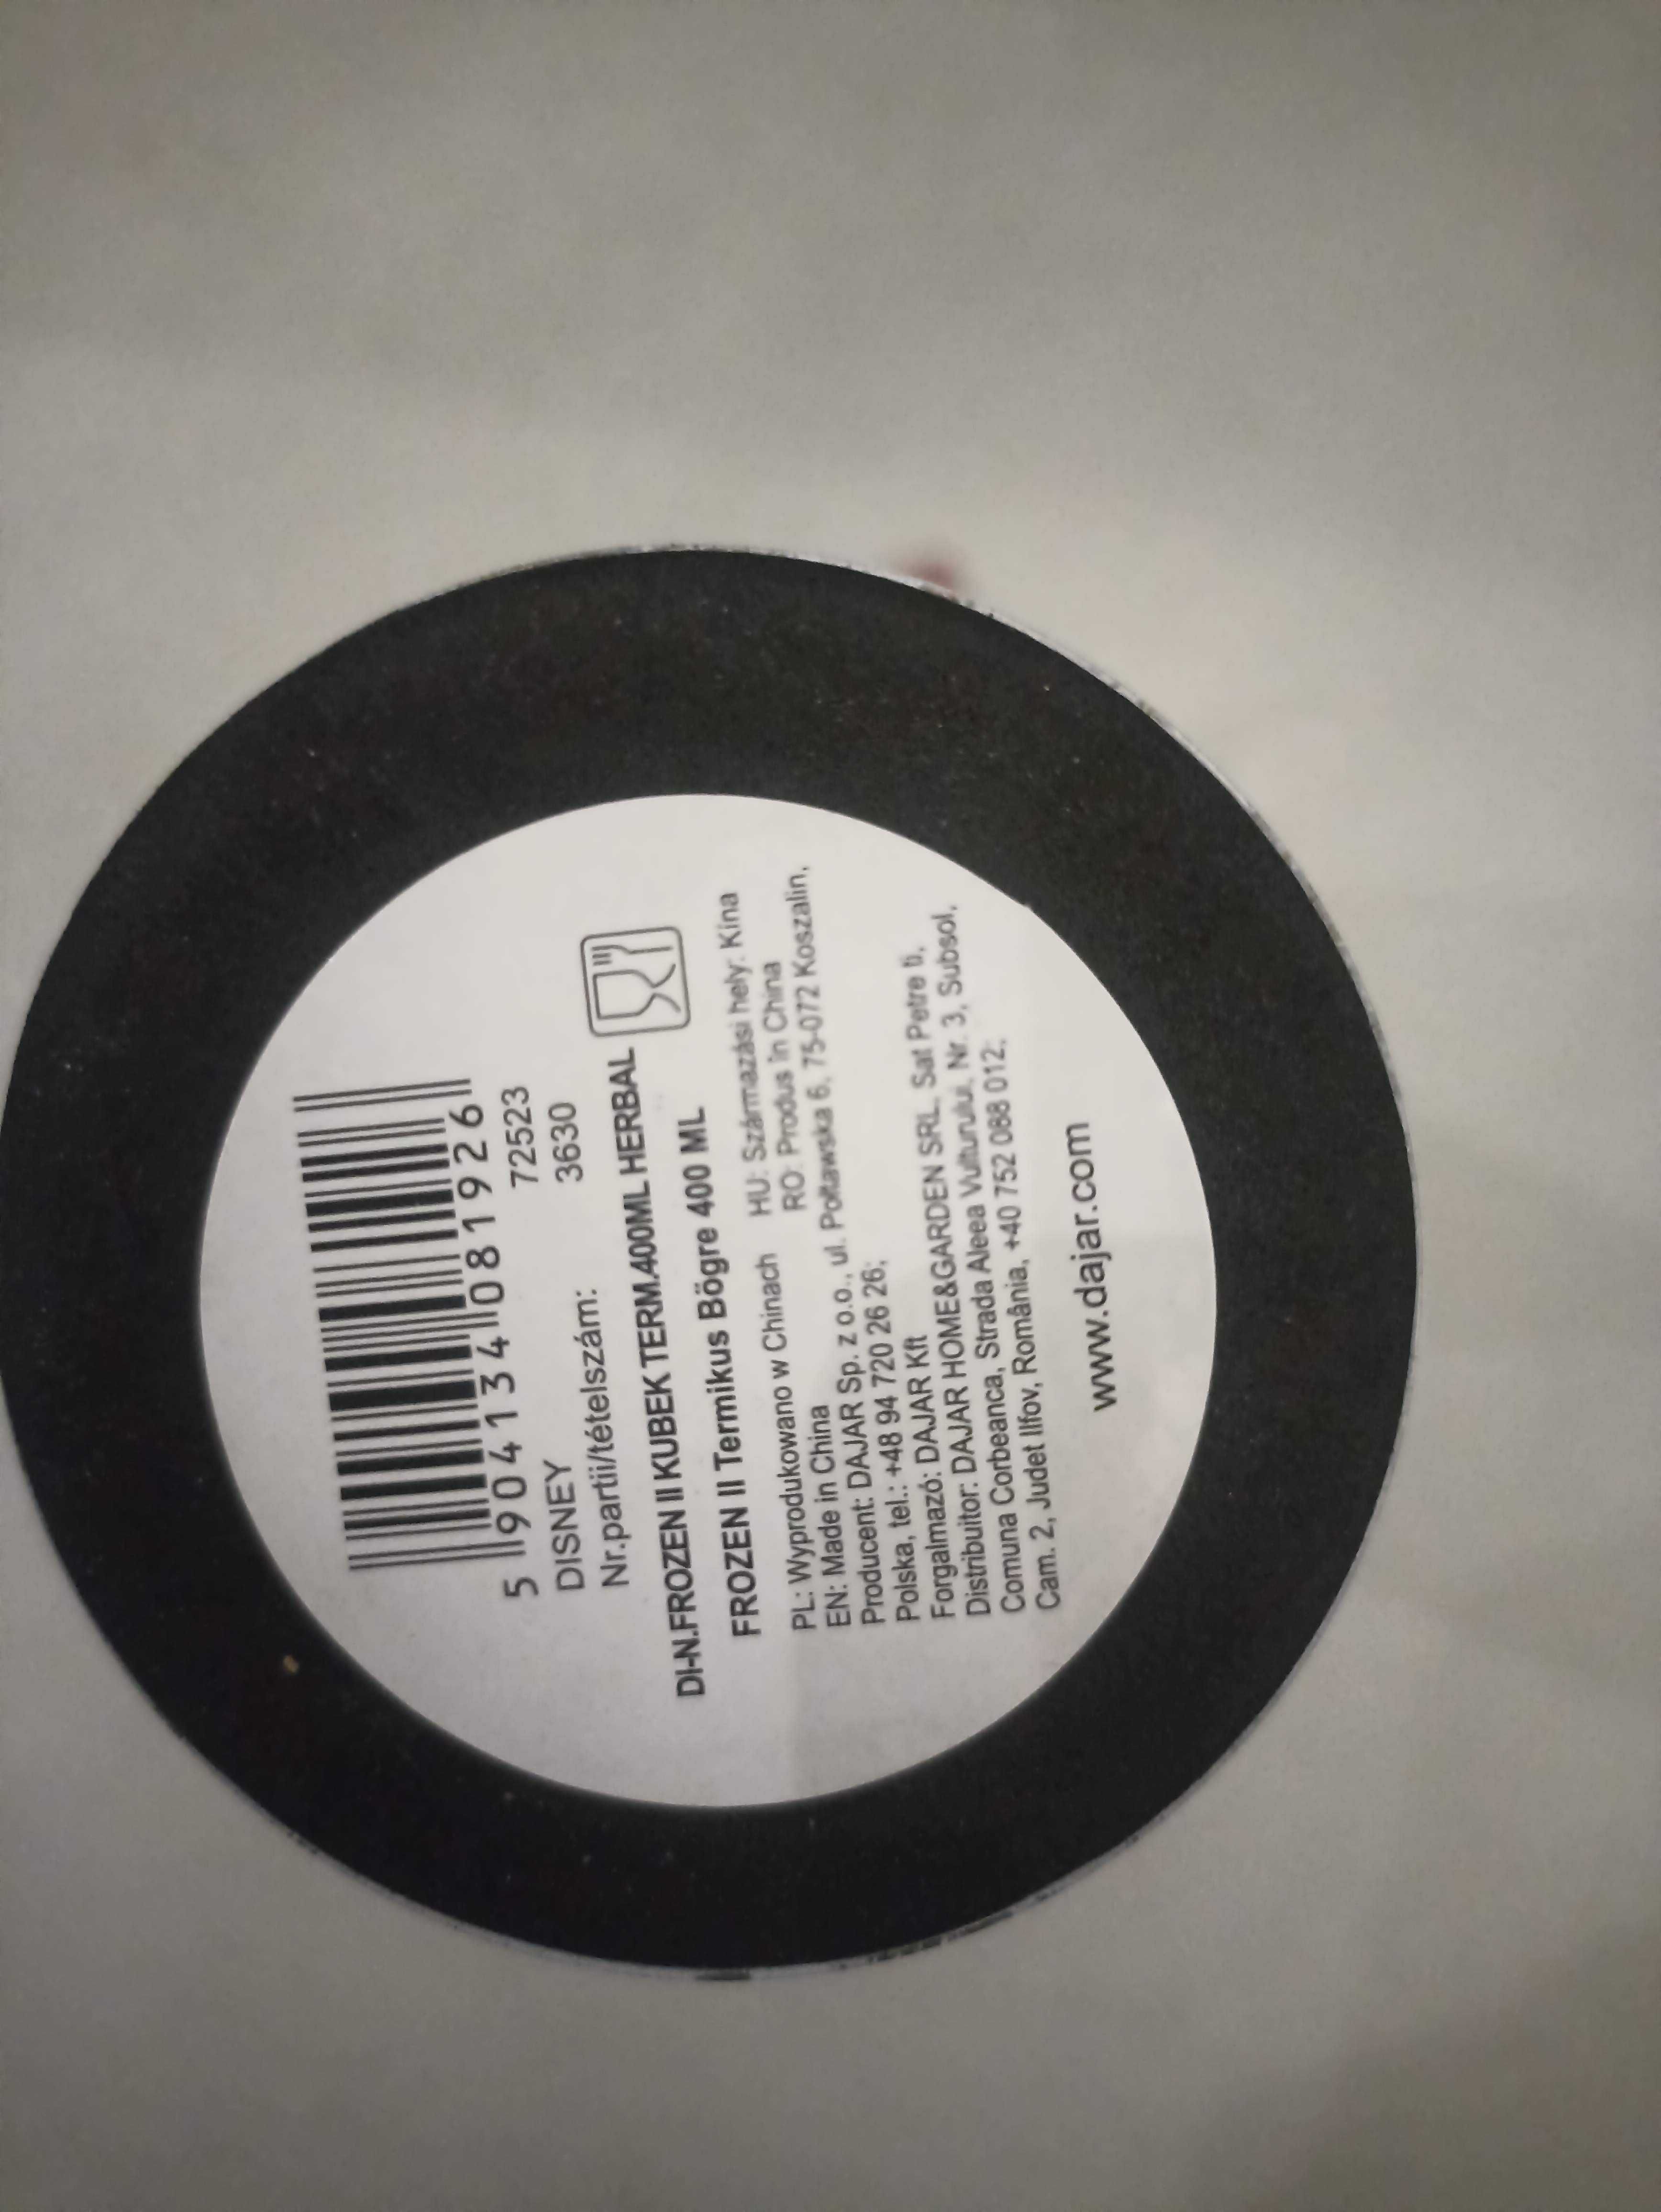 5 904134 081926
72523
DISNEY 3630
Nr.partii/tételszám:
DI-N.FROZEN II KUBEK TERM.400ML HERBAL
FROZEN II Termikus Bögre 400 ML
PL: Wyprodukowano w Chinach HU: Származási hely: Kína
EN: Made in China RO: Produs în China
Producent: DAJAR Sp. z o.o., ul. Połtawska 6, 75-072 Koszalin,
Polska, tel.: +48 94 720 26 26;
Forgalmazó: DAJAR Kft
Distribuitor: DAJAR HOME&GARDEN SRL, Sat Petre
Comuna Corbeanca, Strada Aleea Vulturului, Nr. 3, Subsol,
Cam. 2, Judet Ilfov, România, +40 752 088 012;
www.dajar.com